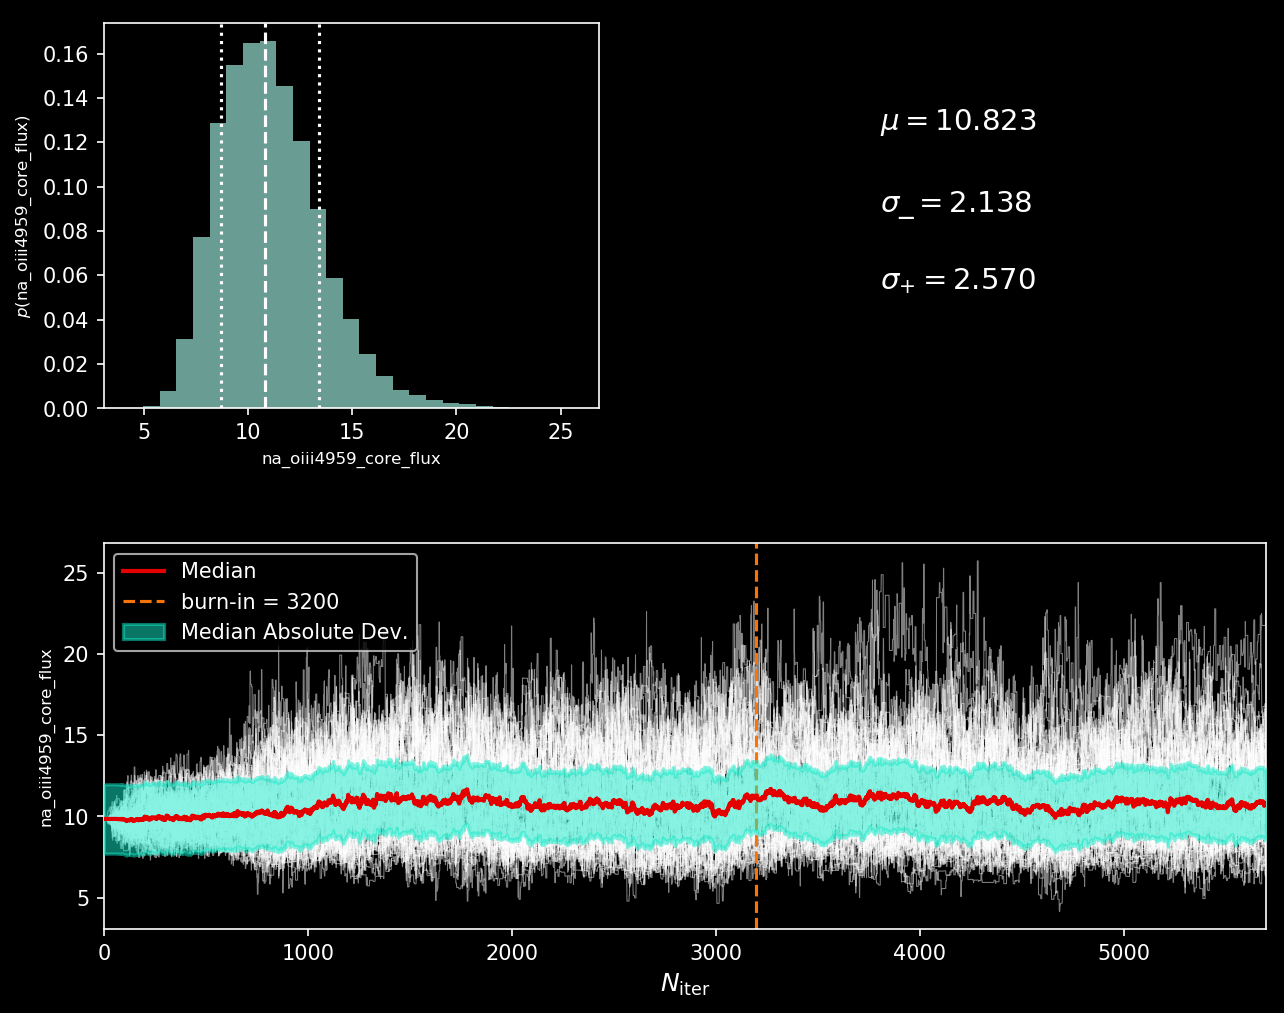 0.16
0.14
0.12
0.10
0.08
0.06
0.04
0.02
0.00
p(na_oiii4959_core_flux)
5 10 15 20 25
na_oiii4959_core_flux
μ = 10.823
σ₋ = 2.138
σ₊ = 2.570
Median
burn-in = 3200
Median Absolute Dev.
25
20
15
10
5
na_oiii4959_core_flux
0 1000 2000 3000 4000 5000
N_iter